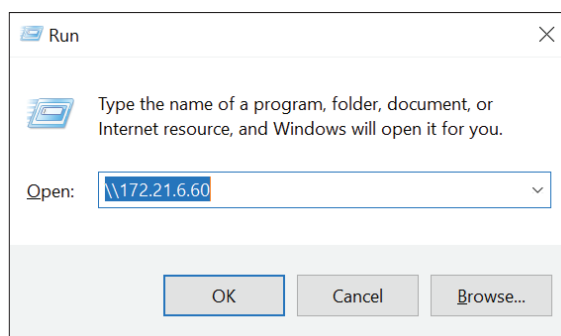 Run
Type the name of a program, folder, document, or
Internet resource, and Windows will open it for you.
Open: \\172.21.6.60
OK Cancel Browse...